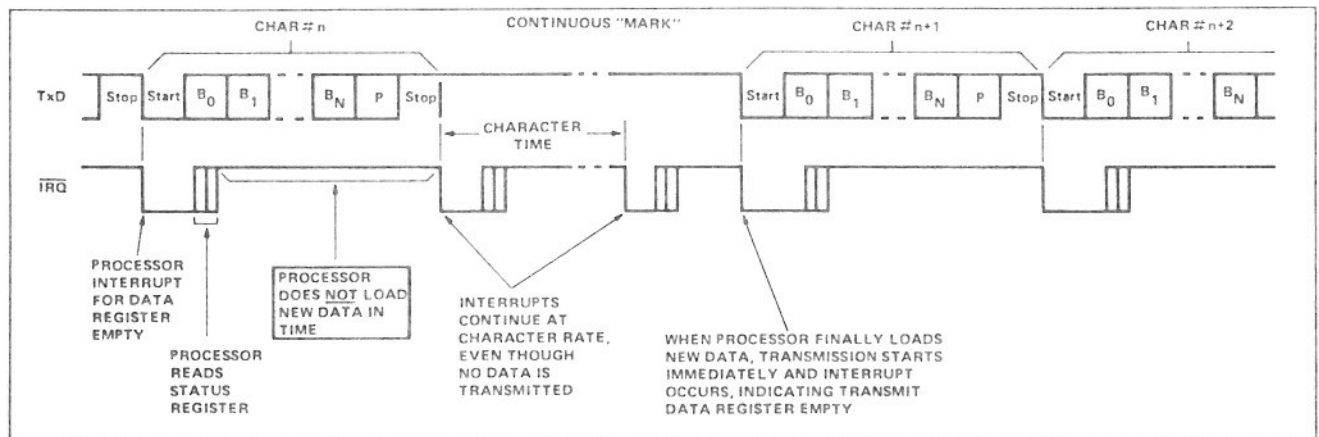 CHAR #n
CONTINUOUS "MARK"
CHAR #n+1
CHAR #n+2
TxD
Stop
Start
B0
B1
BN
P
Stop
Start
B0
B1
BN
P
Stop
Start
B0
B1
BN
CHARACTER
TIME
IRQ
PROCESSOR
INTERRUPT
FOR DATA
REGISTER
EMPTY
PROCESSOR
READS
STATUS
REGISTER
PROCESSOR
DOES NOT LOAD
NEW DATA IN
TIME
INTERRUPTS
CONTINUE AT
CHARACTER RATE,
EVEN THOUGH
NO DATA IS
TRANSMITTED
WHEN PROCESSOR FINALLY LOADS
NEW DATA, TRANSMISSION STARTS
IMMEDIATELY AND INTERRUPT
OCCURS, INDICATING TRANSMIT
DATA REGISTER EMPTY